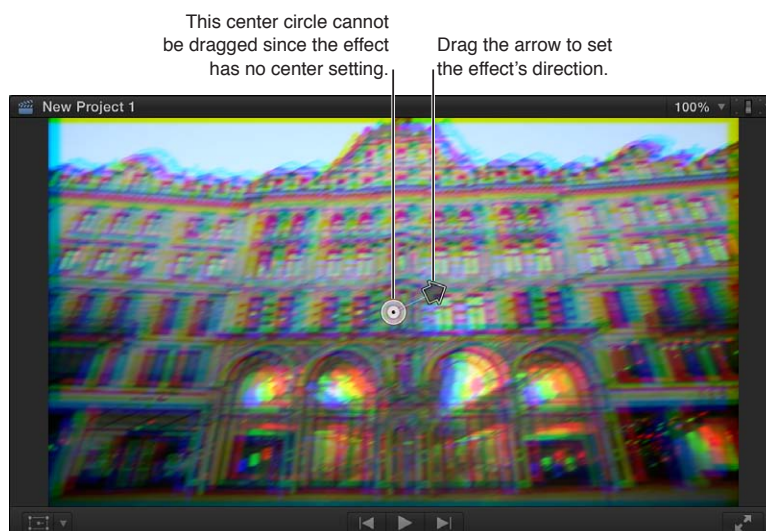 This center circle cannot
be dragged since the effect
has no center setting.
Drag the arrow to set
the effect's direction.
New Project 1
100%